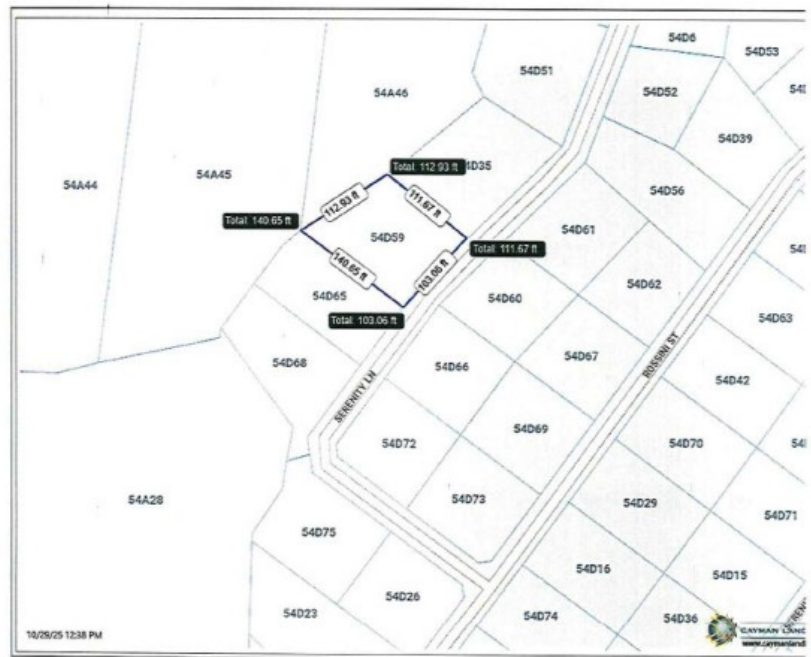 54D6
54D53
54D51
54D52
54A46
54D39
54A44
54A45
Total: 112.93 ft
54D56
112.93 ft
111.67 ft
Total: 140.65 ft
54D59
54D61
Total: 111.67 ft
140.65 ft
103.06 ft
54D62
54D65
54D60
54D63
Total: 103.06 ft
ROSSINI ST
54D68
54D66
54D67
54D42
SERENITY LN
54D72
54D69
54D70
54A28
54D73
54D29
54D71
54D75
54D16
54D15
54D26
54D23
54D74
54D36
10/29/25 12:38 PM
CAYMAN LAND
www.caymanland